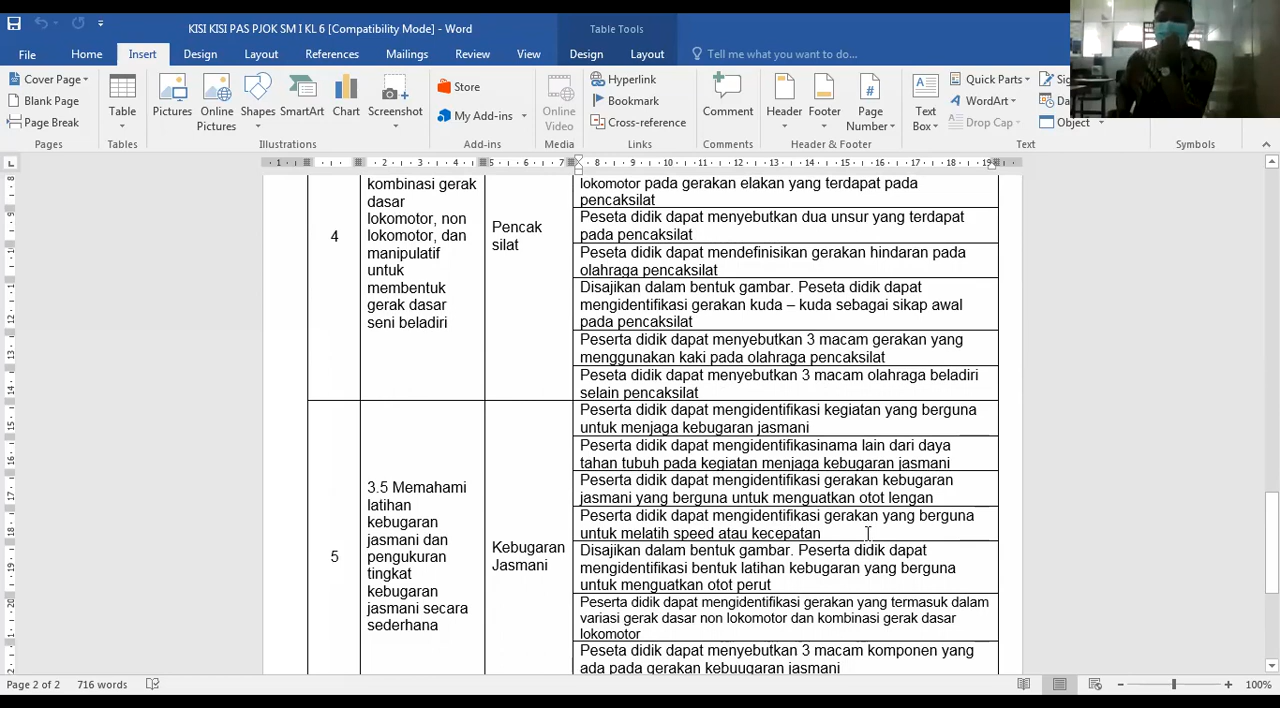 KISI KISI PAS PJOK SM I KL 6 [Compatibility Mode] - Word
Table Tools
File Home Insert Design Layout References Mailings Review View Design Layout Tell me what you want to do...
Cover Page
Blank Page
Page Break
Pages
Table
Tables
Pictures
Online Pictures
Shapes
SmartArt
Chart
Screenshot
Illustrations
Store
My Add-ins
Add-ins
Online Video
Media
Hyperlink
Bookmark
Cross-reference
Links
Comment
Comments
Header
Footer
Page Number
Header & Footer
Text Box
Quick Parts
WordArt
Drop Cap
Object
Text
Symbols
4
kombinasi gerak
dasar
lokomotor, non
lokomotor, dan
manipulatif
untuk
membentuk
gerak dasar
seni beladiri
Pencak
silat
lokomotor pada gerakan elakan yang terdapat pada
pencaksilat
Peseta didik dapat menyebutkan dua unsur yang terdapat
pada pencaksilat
Peseta didik dapat mendefinisikan gerakan hindaran pada
olahraga pencaksilat
Disajikan dalam bentuk gambar. Peseta didik dapat
mengidentifikasi gerakan kuda – kuda sebagai sikap awal
pada pencaksilat
Peserta didik dapat menyebutkan 3 macam gerakan yang
menggunakan kaki pada olahraga pencaksilat
Peseta didik dapat menyebutkan 3 macam olahraga beladiri
selain pencaksilat
5
3.5 Memahami
latihan
kebugaran
jasmani dan
pengukuran
tingkat
kebugaran
jasmani secara
sederhana
Kebugaran
Jasmani
Peserta didik dapat mengidentifikasi kegiatan yang berguna
untuk menjaga kebugaran jasmani
Peserta didik dapat mengidentifikasinama lain dari daya
tahan tubuh pada kegiatan menjaga kebugaran jasmani
Peserta didik dapat mengidentifikasi gerakan kebugaran
jasmani yang berguna untuk menguatkan otot lengan
Peserta didik dapat mengidentifikasi gerakan yang berguna
untuk melatih speed atau kecepatan
Disajikan dalam bentuk gambar. Peserta didik dapat
mengidentifikasi bentuk latihan kebugaran yang berguna
untuk menguatkan otot perut
Peserta didik dapat mengidentifikasi gerakan yang termasuk dalam
variasi gerak dasar non lokomotor dan kombinasi gerak dasar
lokomotor
Peseta didik dapat menyebutkan 3 macam komponen yang
ada pada gerakan kebuugaran jasmani
Page 2 of 2 716 words 100%